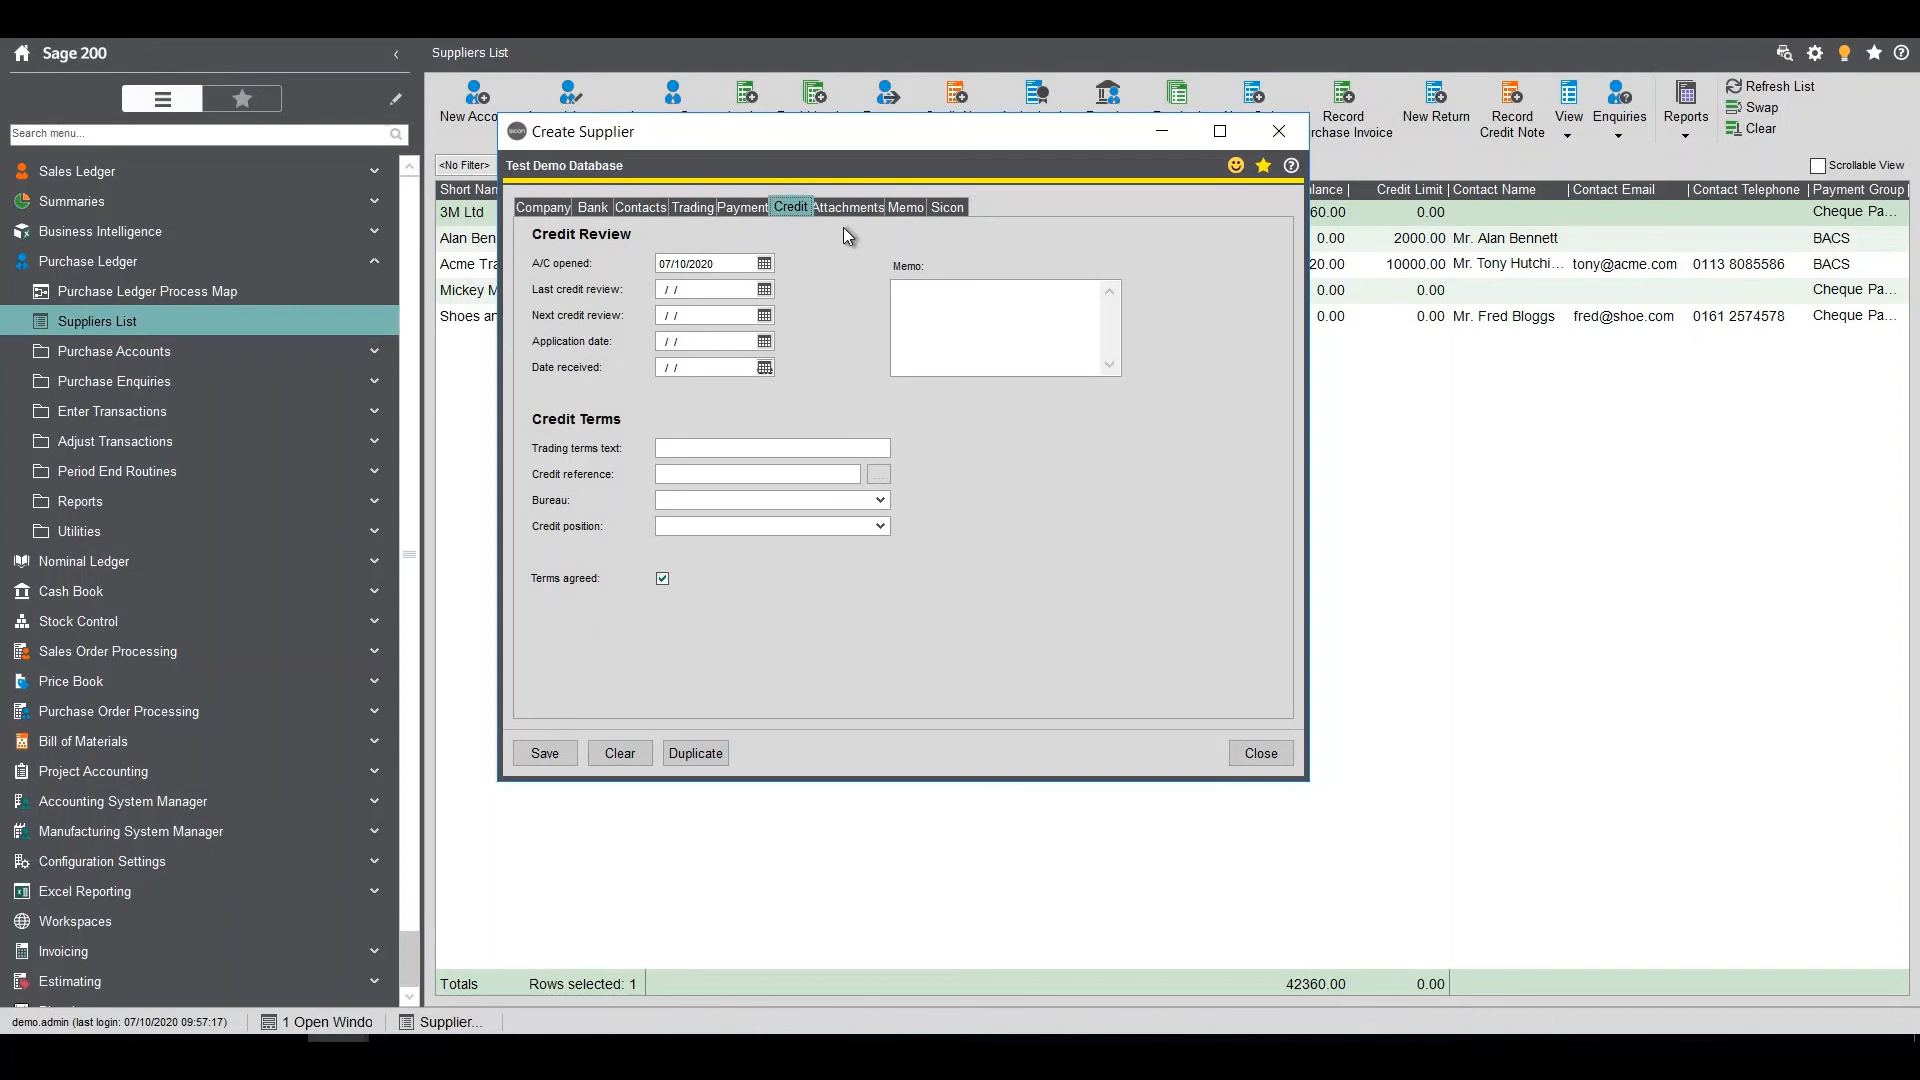 Sage 200
Search menu...
Sales Ledger
Summaries
Business Intelligence
Purchase Ledger
Purchase Ledger Process Map
Suppliers List
Purchase Accounts
Purchase Enquiries
Enter Transactions
Adjust Transactions
Period End Routines
Reports
Utilities
Nominal Ledger
Cash Book
Stock Control
Sales Order Processing
Price Book
Purchase Order Processing
Bill of Materials
Project Accounting
Accounting System Manager
Manufacturing System Manager
Configuration Settings
Excel Reporting
Workspaces
Invoicing
Estimating
Suppliers List
New Acco
Record
rchase Invoice
New Return
Record
Credit Note
View
Enquiries
Reports
Refresh List
Swap
Clear
<No Filter>
Scrollable View
Short Nam
lance
Credit Limit
Contact Name
Contact Email
Contact Telephone
Payment Group
3M Ltd
60.00 0.00 Cheque Pa...
Alan Ben
0.00 2000.00 Mr. Alan Bennett BACS
Acme Tra
20.00 10000.00 Mr. Tony Hutchi... tony@acme.com 0113 8085586 BACS
Mickey M
0.00 0.00 Cheque Pa...
Shoes an
0.00 0.00 Mr. Fred Bloggs fred@shoe.com 0161 2574578 Cheque Pa...
sicon Create Supplier
Test Demo Database
Company Bank Contacts Trading Payment Credit Attachments Memo Sicon
Credit Review
A/C opened: 07/10/2020
Last credit review: / /
Next credit review: / /
Application date: / /
Date received: / /
Memo:
Credit Terms
Trading terms text:
Credit reference: ...
Bureau:
Credit position:
Terms agreed:
Save Clear Duplicate Close
Totals Rows selected: 1 42360.00 0.00
demo.admin (last login: 07/10/2020 09:57:17) 1 Open Windo Supplier...